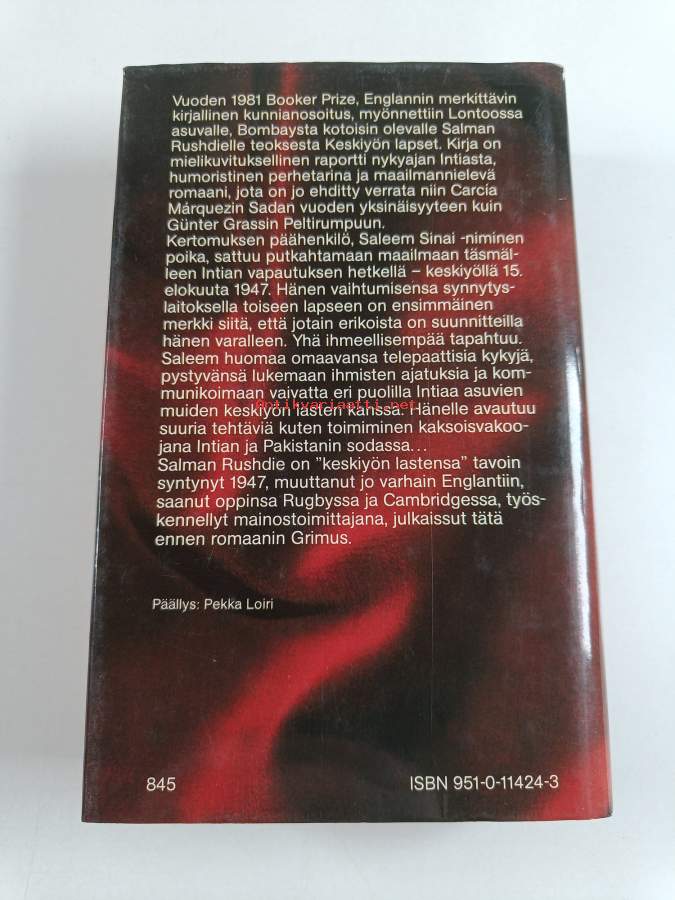 Vuoden 1981 Booker Prize, Englannin merkittävin
kirjallinen kunnianosoitus, myönnettiin Lontoossa
asuvalle, Bombaysta kotoisin olevalle Salman
Rushdielle teoksesta Keskiyön lapset. Kirja on
mielikuvituksellinen raportti nykyajan Intiasta,
humoristinen perhetarina ja maailmannielevä
romaani, jota on jo ehditty verrata niin Carcía
Márquezin Sadan vuoden yksinäisyyteen kuin
Günter Grassin Peltirumpuun.
Kertomuksen päähenkilö, Saleem Sinai -niminen
poika, sattuu putkahtamaan maailmaan täsmäl-
leen Intian vapautuksen hetkellä – keskiyöllä 15.
elokuuta 1947. Hänen vaihtumisensa synnytys-
laitoksella toiseen lapseen on ensimmäinen
merkki siitä, että jotain erikoista on suunnitteilla
hänen varalleen. Yhä ihmeellisempää tapahtuu.
Saleem huomaa omaavansa telepaattisia kykyjä,
pystyvänsä lukemaan ihmisten ajatuksia ja kom-
munikoimaan vaivatta eri puolilla Intiaa asuvien
muiden keskiyön lasten kanssa. Hänelle avautuu
antikvariaatti.net
suuria tehtäviä kuten toimiminen kaksoisvakoo-
jana Intian ja Pakistanin sodassa...
Salman Rushdie on "keskiyön lastensa" tavoin
syntynyt 1947, muuttanut jo varhain Englantiin,
saanut oppinsa Rugbyssa ja Cambridgessa, työs-
kennellyt mainostoimittajana, julkaissut tätä
ennen romaanin Grimus.
Päällys: Pekka Loiri
845
ISBN 951-0-11424-3